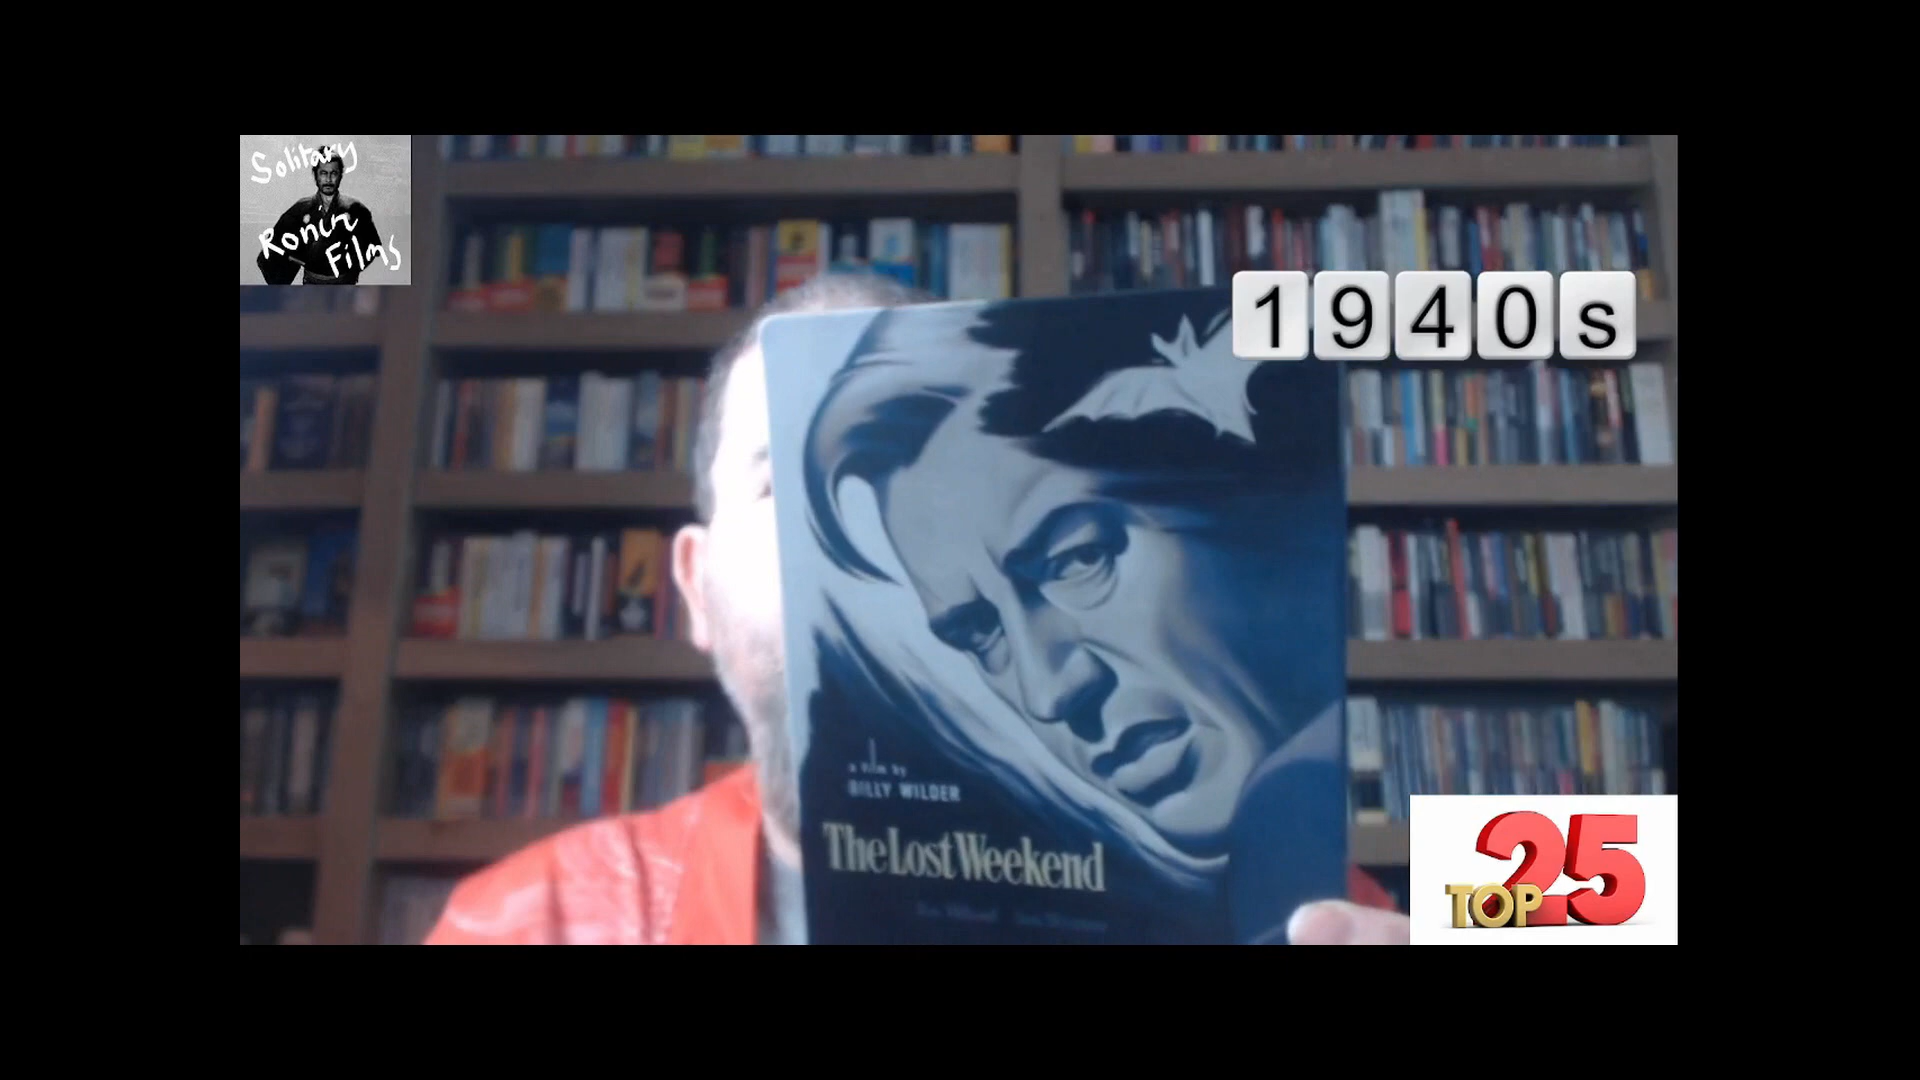 Solitary
Ronin
Films
1940s
a film by
BILLY WILDER
The Lost Weekend
TOP 25